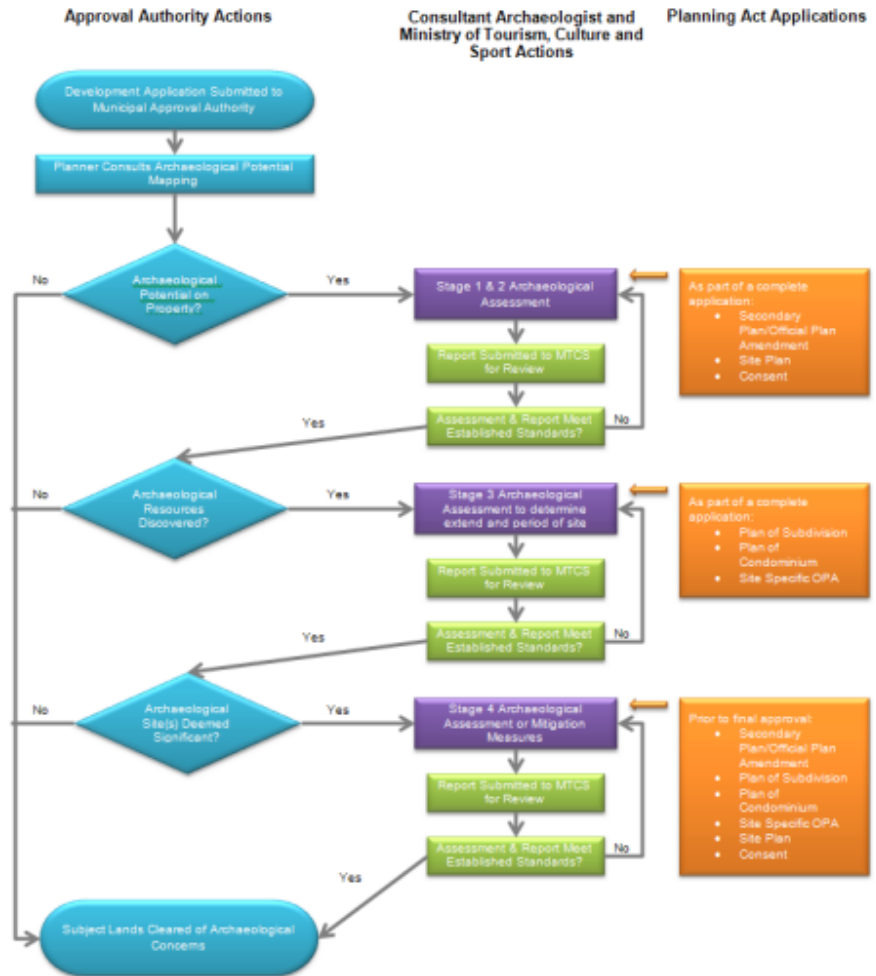 Approval Authority Actions
Consultant Archaeologist and
Ministry of Tourism, Culture and
Sport Actions
Planning Act Applications
Development Application Submitted to
Municipal Approval Authority
Planner Consults Archaeological Potential
Mapping
No
Archaeological
Potential on
Property?
Yes
Stage 1 & 2 Archaeological
Assessment
As part of a complete
application:
• Secondary
Plan/Official Plan
Amendment
• Site Plan
• Consent
Report Submitted to MTCS
for Review
Yes
Assessment & Report Meet
Established Standards?
No
No
Archaeological
Resources
Discovered?
Yes
Stage 3 Archaeological
Assessment to determine
extend and period of site
As part of a complete
application:
• Plan of Subdivision
• Plan of
Condominium
• Site Specific OPA
Report Submitted to MTCS
for Review
Yes
Assessment & Report Meet
Established Standards?
No
No
Archaeological
Site(s) Deemed
Significant?
Yes
Stage 4 Archaeological
Assessment or Mitigation
Measures
Prior to final approval:
• Secondary
Plan/Official Plan
Amendment
• Plan of Subdivision
• Plan of
Condominium
• Site Specific OPA
• Site Plan
• Consent
Report Submitted to MTCS
for Review
Assessment & Report Meet
Established Standards?
No
Yes
Subject Lands Cleared of Archaeological
Concerns